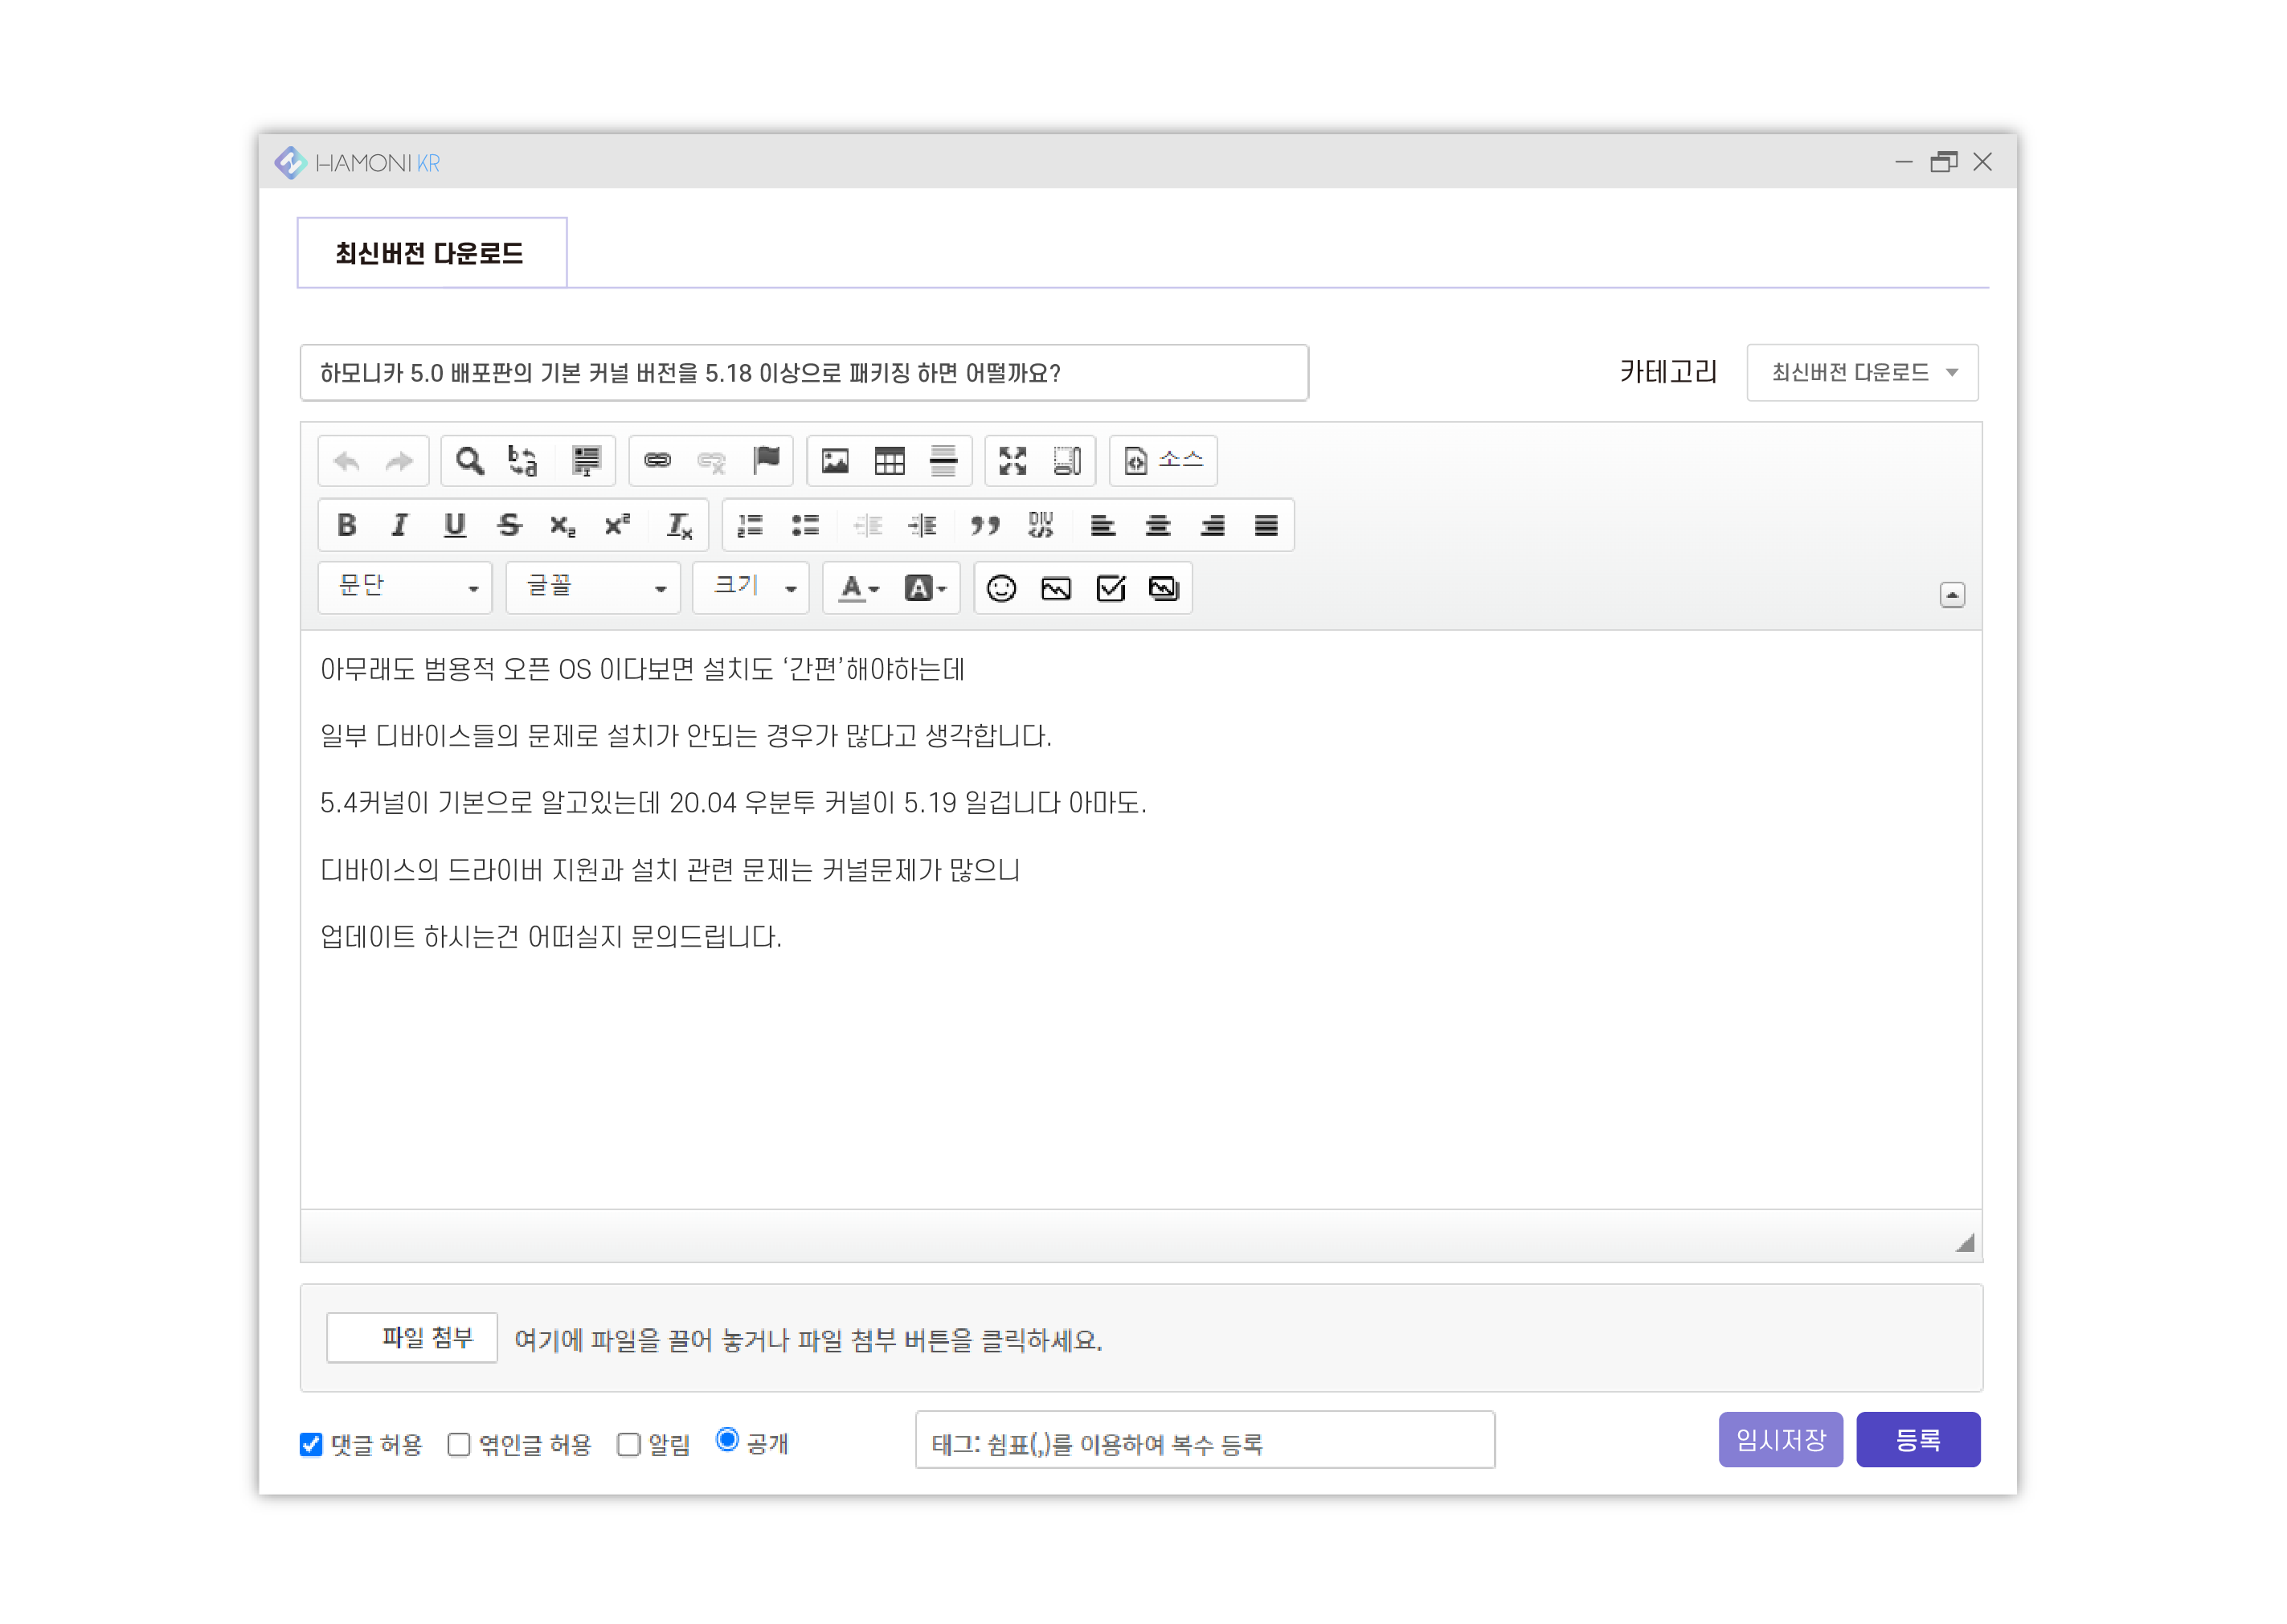 HAMONIKR
최신버전 다운로드
하모니카 5.0 배포판의 기본 커널 버전을 5.18 이상으로 패키징 하면 어떨까요?
카테고리
최신버전 다운로드
소스
문단
글꼴
크기
아무래도 범용적 오픈 OS 이다보면 설치도 ‘간편’해야하는데
일부 디바이스들의 문제로 설치가 안되는 경우가 많다고 생각합니다.
5.4커널이 기본으로 알고있는데 20.04 우분투 커널이 5.19 일겁니다 아마도.
디바이스의 드라이버 지원과 설치 관련 문제는 커널문제가 많으니
업데이트 하시는건 어떠실지 문의드립니다.
파일 첨부
여기에 파일을 끌어 놓거나 파일 첨부 버튼을 클릭하세요.
댓글 허용
엮인글 허용
알림
공개
태그: 쉼표(,)를 이용하여 복수 등록
임시저장
등록